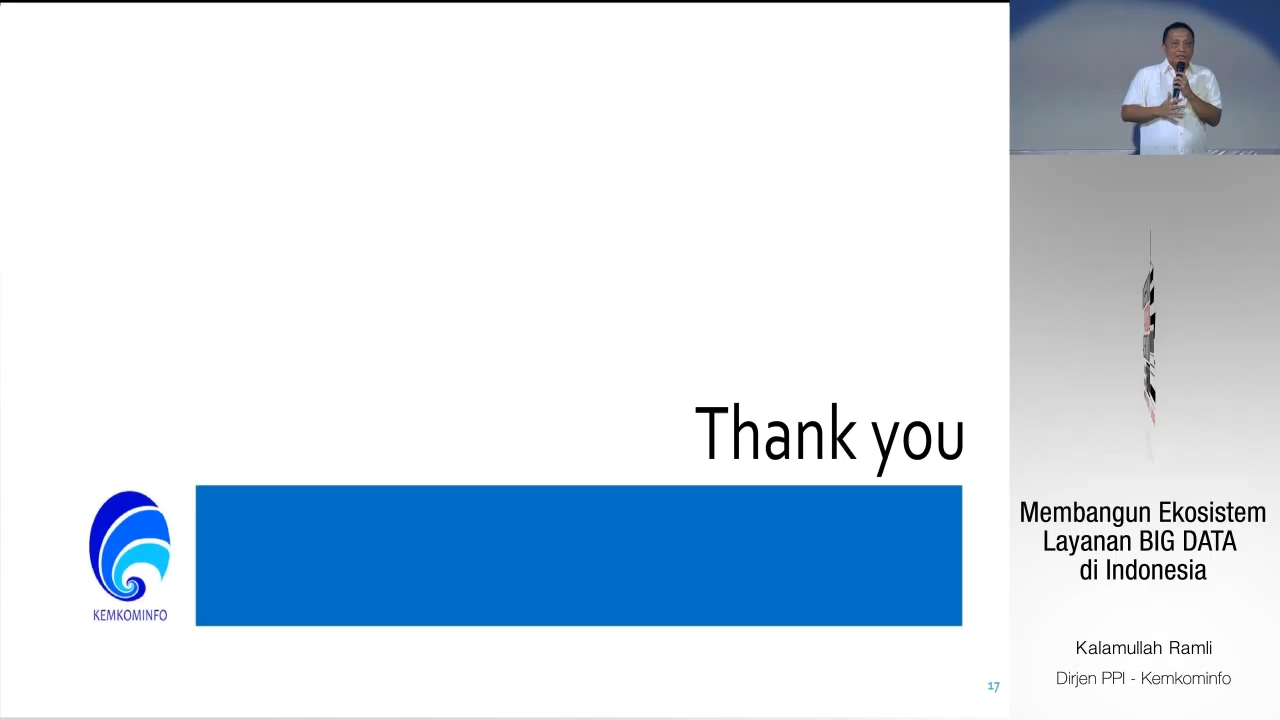 Thank you
KEMKOMINFO
17
Membangun Ekosistem
Layanan BIG DATA
di Indonesia
Kalamullah Ramli
Dirjen PPI - Kemkominfo